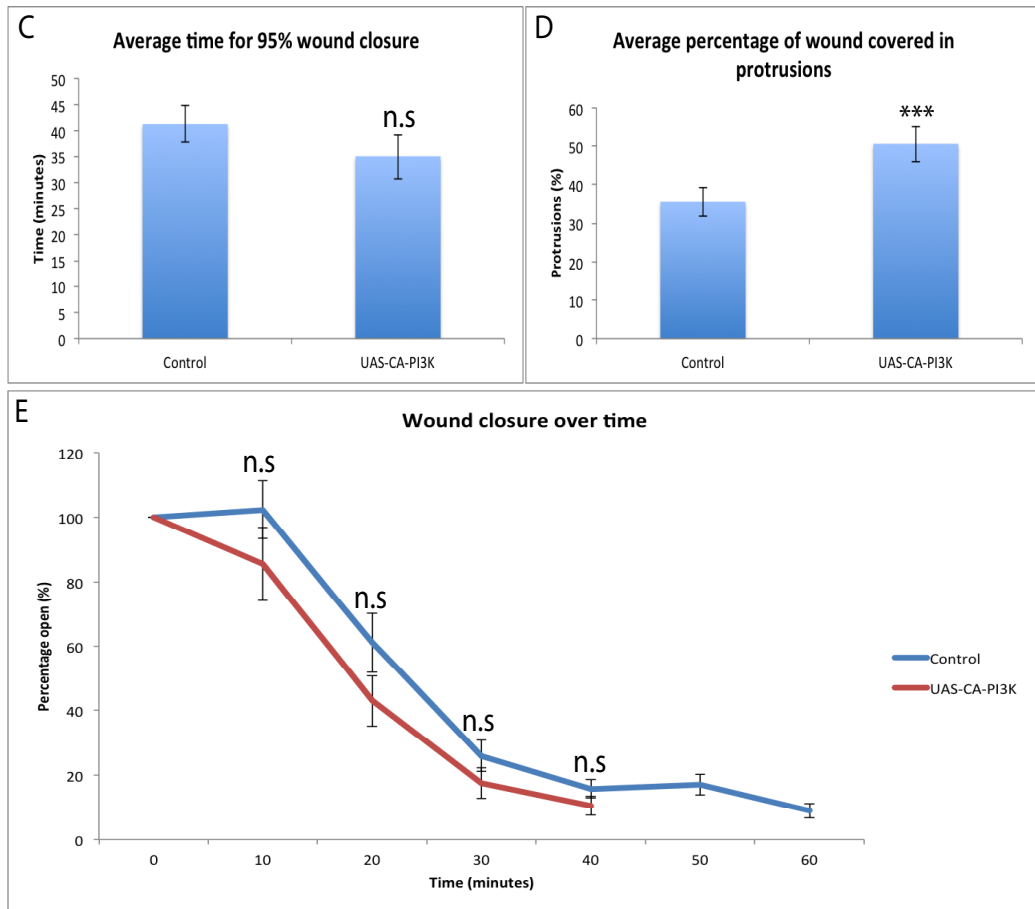 C
Average time for 95% wound closure
50
45
40
35
30
25
20
15
10
5
0
Time (minutes)
n.s
Control
UAS-CA-PI3K
D
Average percentage of wound covered in
protrusions
60
50
40
30
20
10
0
Protrusions (%)
***
Control
UAS-CA-PI3K
E
Wound closure over time
120
100
80
60
40
20
0
Percentage open (%)
n.s
n.s
n.s
n.s
Control
UAS-CA-PI3K
0 10 20 30 40 50 60
Time (minutes)